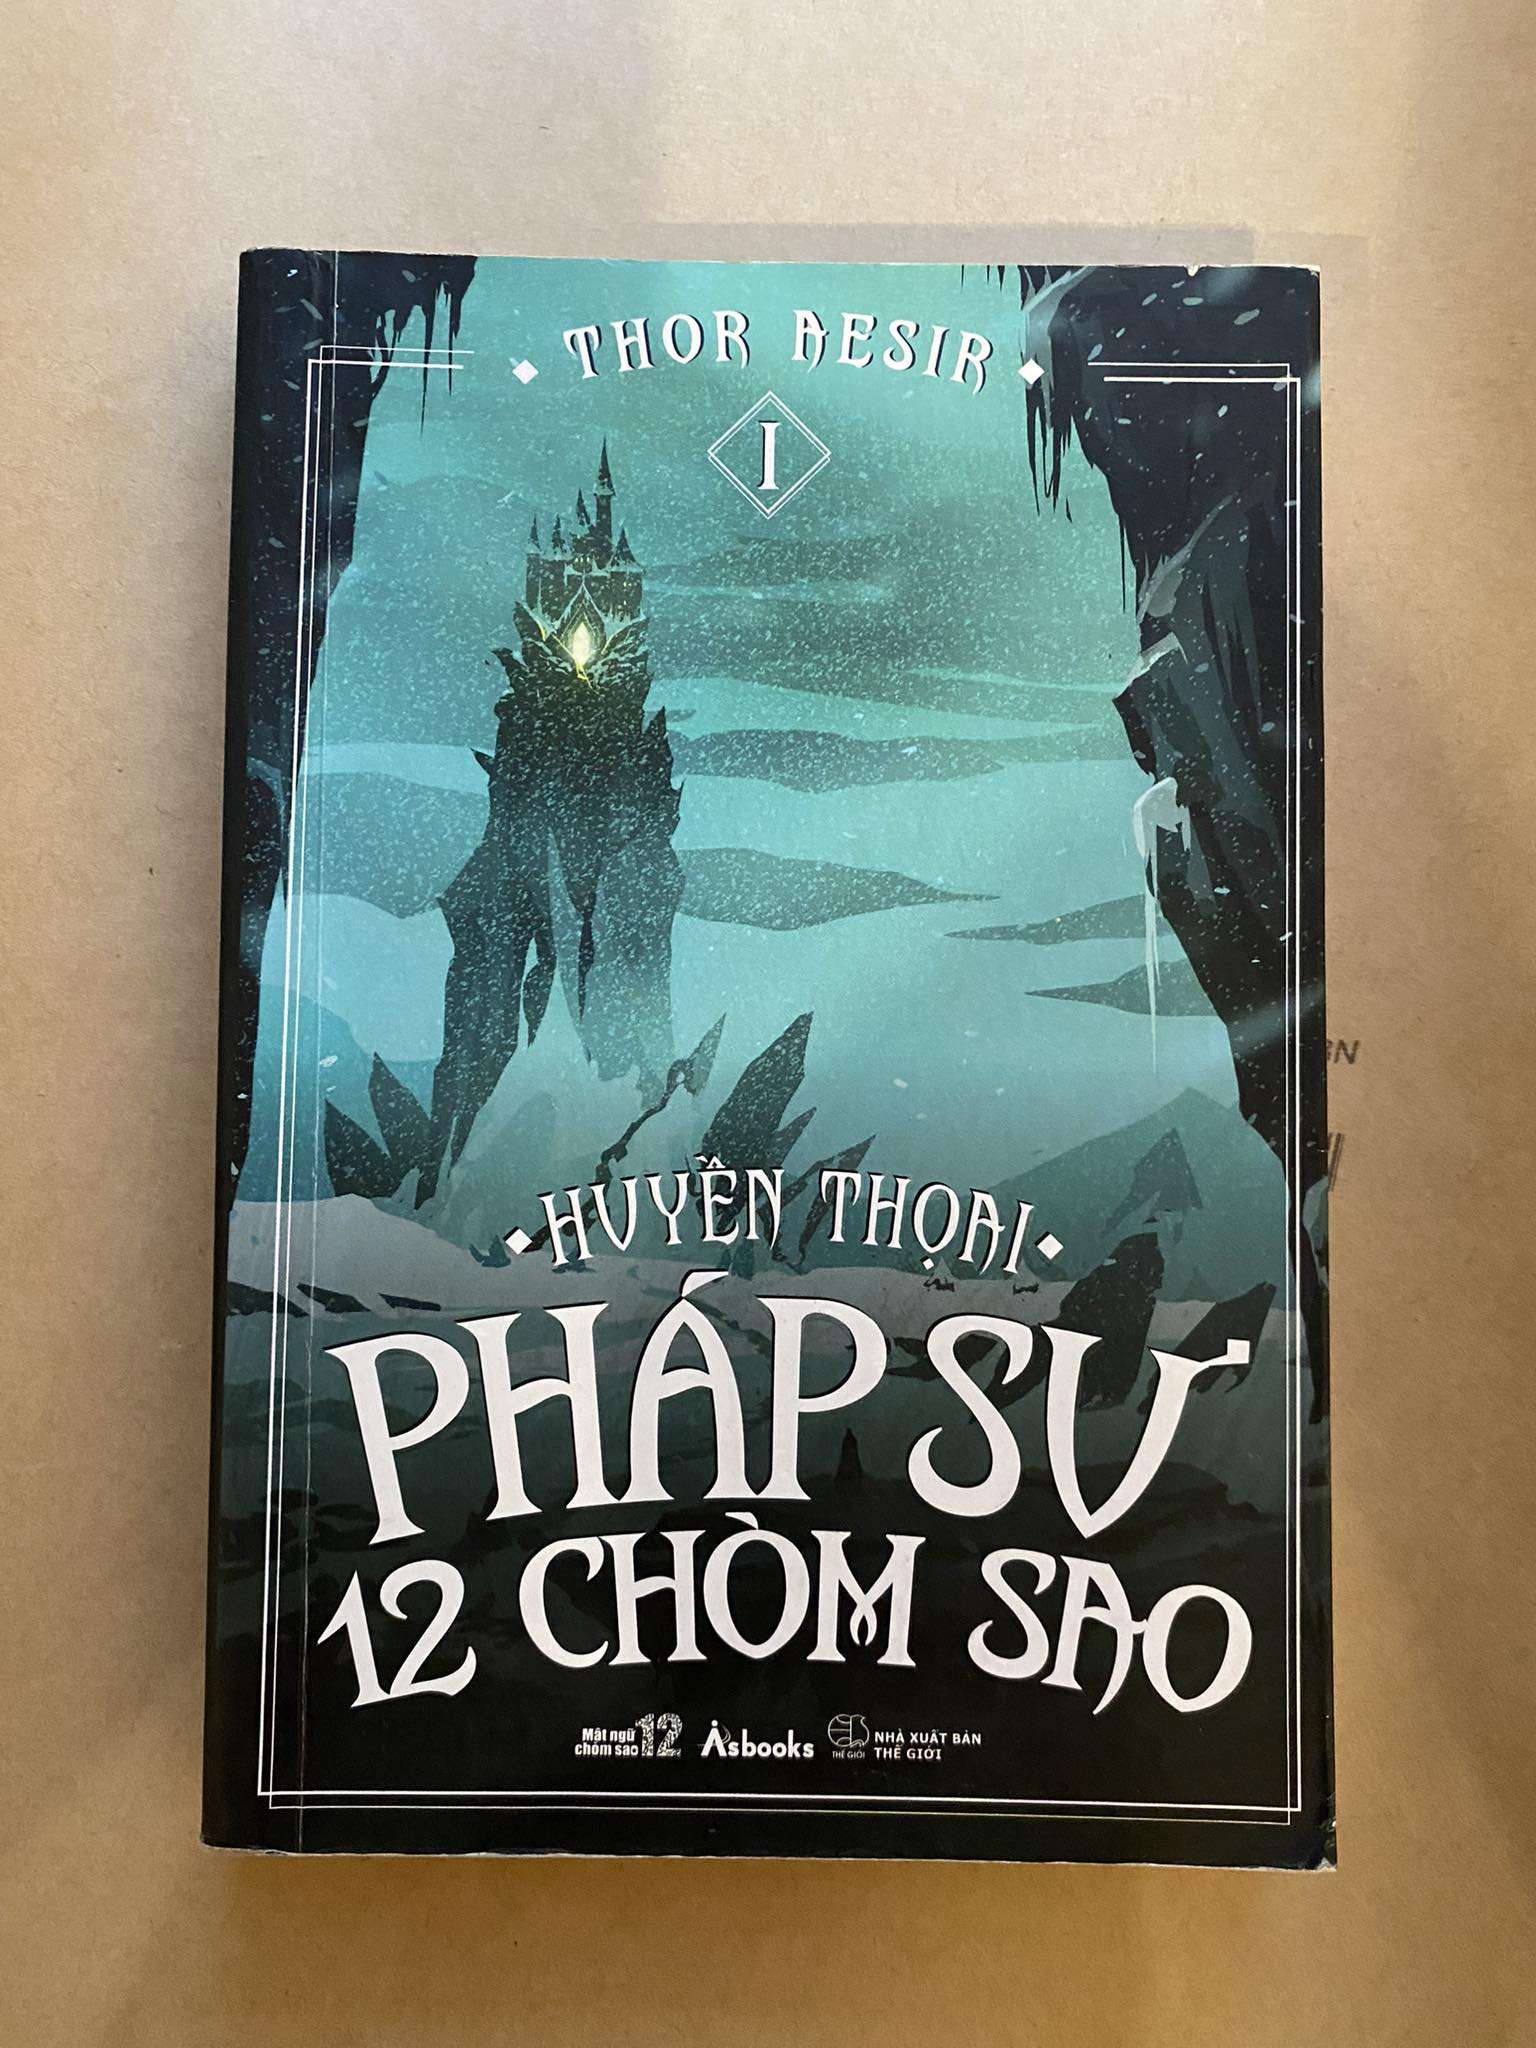 THOR AESIR
I
HUYỀN THOẠI
PHÁP SƯ
12 CHÒM SAO
Mật ngữ
chòm sao 12
Asbooks
THẾ GIỚI
NHÀ XUẤT BẢN
THẾ GIỚI